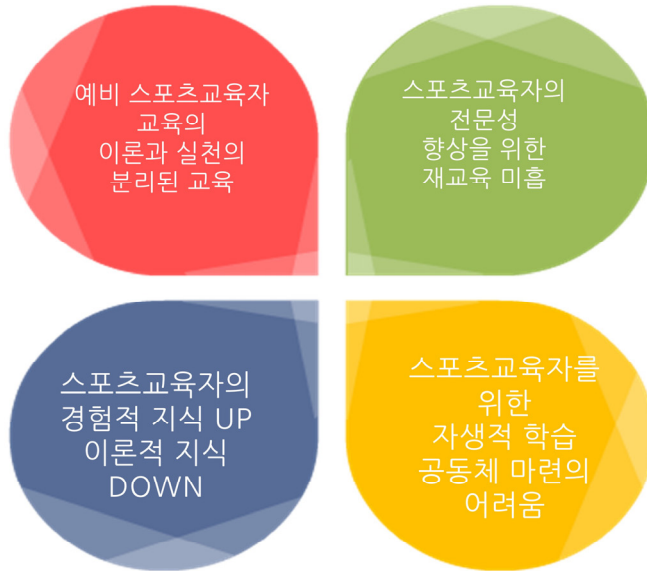 예비 스포츠교육자
교육의
이론과 실천의
분리된 교육
스포츠교육자의
전문성
향상을 위한
재교육 미흡
스포츠교육자의
경험적 지식 UP
이론적 지식
DOWN
스포츠교육자를
위한
자생적 학습
공동체 마련의
어려움